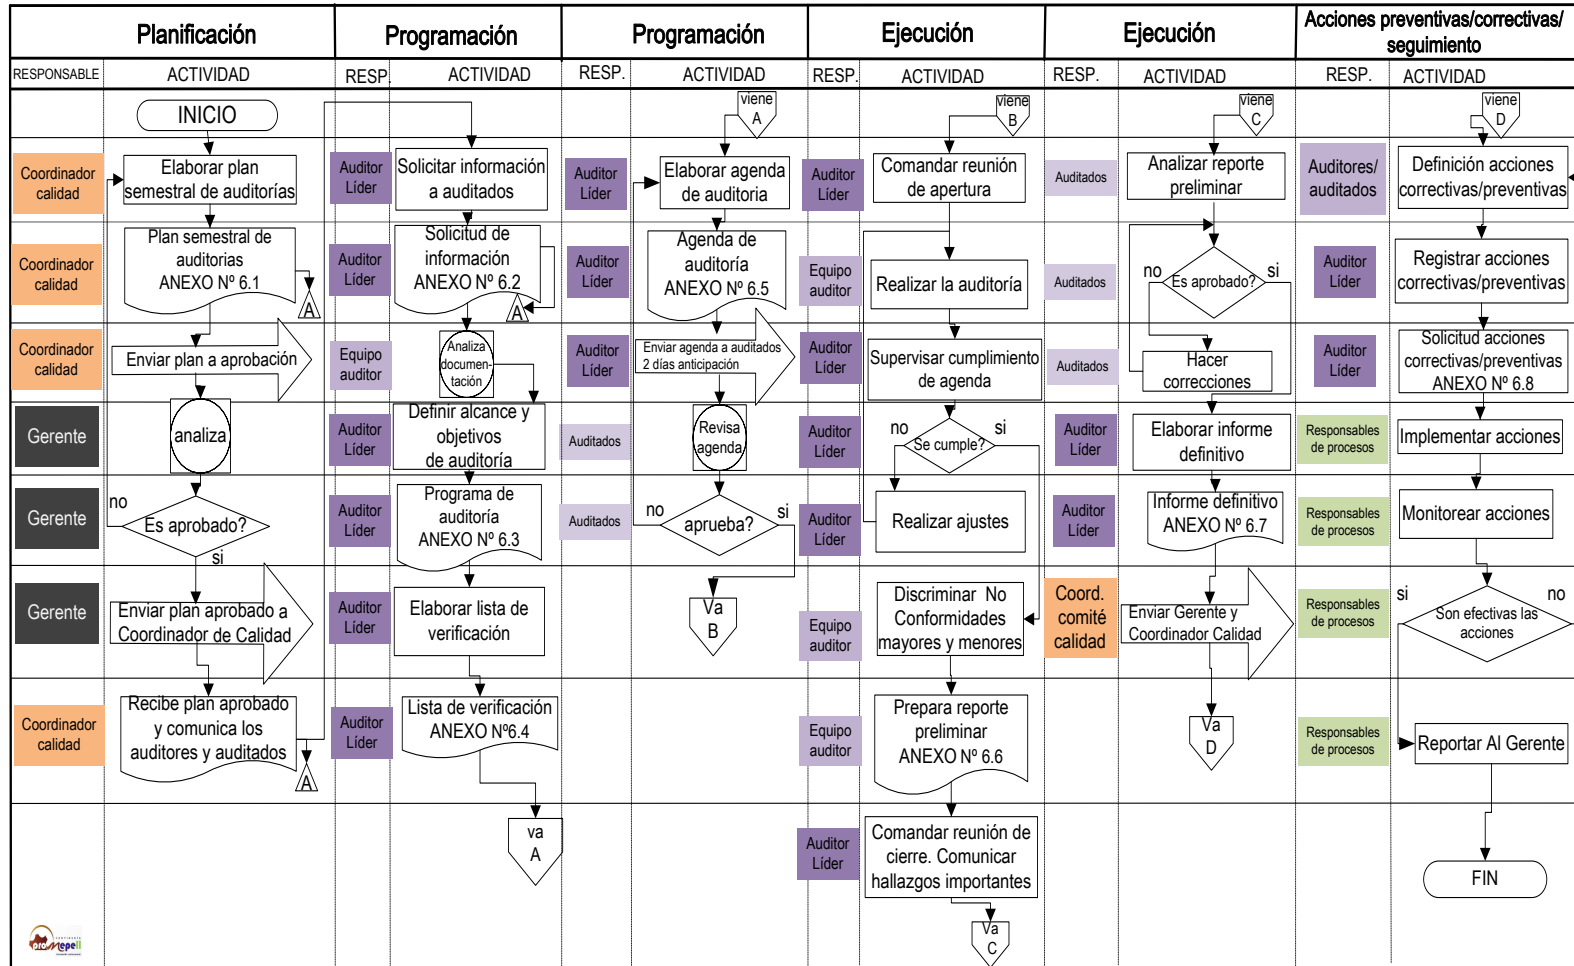 Planificación
RESPONSABLE
ACTIVIDAD
INICIO
Coordinador
calidad
Elaborar plan
semestral de auditorías
Coordinador
calidad
Plan semestral de
auditorias
ANEXO Nº 6.1
A
Coordinador
calidad
Enviar plan a aprobación
Gerente
analiza
Gerente
no
Es aprobado?
si
Gerente
Enviar plan aprobado a
Coordinador de Calidad
Coordinador
calidad
Recibe plan aprobado
y comunica los
auditores y auditados
A
Programación
RESP.
ACTIVIDAD
Auditor
Líder
Solicitar información
a auditados
Auditor
Líder
Solicitud de
información
ANEXO Nº 6.2
A
Equipo
auditor
Analiza
documen-
tación
Auditor
Líder
Definir alcance y
objetivos
de auditoría
Auditor
Líder
Programa de
auditoría
ANEXO Nº 6.3
Auditor
Líder
Elaborar lista de
verificación
Auditor
Líder
Lista de verificación
ANEXO Nº6.4
va
A
Programación
RESP.
ACTIVIDAD
viene
A
Auditor
Líder
Elaborar agenda
de auditoria
Auditor
Líder
Agenda de
auditoría
ANEXO Nº 6.5
Auditor
Líder
Enviar agenda a auditados
2 días anticipación
Auditados
Revisa
agenda
Auditados
no
aprueba?
si
Va
B
Ejecución
RESP.
ACTIVIDAD
viene
B
Auditor
Líder
Comandar reunión
de apertura
Equipo
auditor
Realizar la auditoría
Auditor
Líder
Supervisar cumplimiento
de agenda
Auditor
Líder
no
Se cumple?
si
Auditor
Líder
Realizar ajustes
Equipo
auditor
Discriminar No
Conformidades
mayores y menores
Equipo
auditor
Prepara reporte
preliminar
ANEXO Nº 6.6
Auditor
Líder
Comandar reunión de
cierre. Comunicar
hallazgos importantes
Va
C
Ejecución
RESP.
ACTIVIDAD
viene
C
Auditados
Analizar reporte
preliminar
Auditados
no
Es aprobado?
si
Auditados
Hacer
correcciones
Auditor
Líder
Elaborar informe
definitivo
Auditor
Líder
Informe definitivo
ANEXO Nº 6.7
Coord.
comité
calidad
Enviar Gerente y
Coordinador Calidad
Va
D
Acciones preventivas/correctivas/
seguimiento
RESP.
ACTIVIDAD
viene
D
Auditores/
auditados
Definición acciones
correctivas/preventivas
Auditor
Líder
Registrar acciones
correctivas/preventivas
Auditor
Líder
Solicitud acciones
correctivas/preventivas
ANEXO Nº 6.8
Responsables
de procesos
Implementar acciones
Responsables
de procesos
Monitorear acciones
Responsables
de procesos
si
Son efectivas las
acciones
no
Responsables
de procesos
Reportar Al Gerente
FIN
proMepell